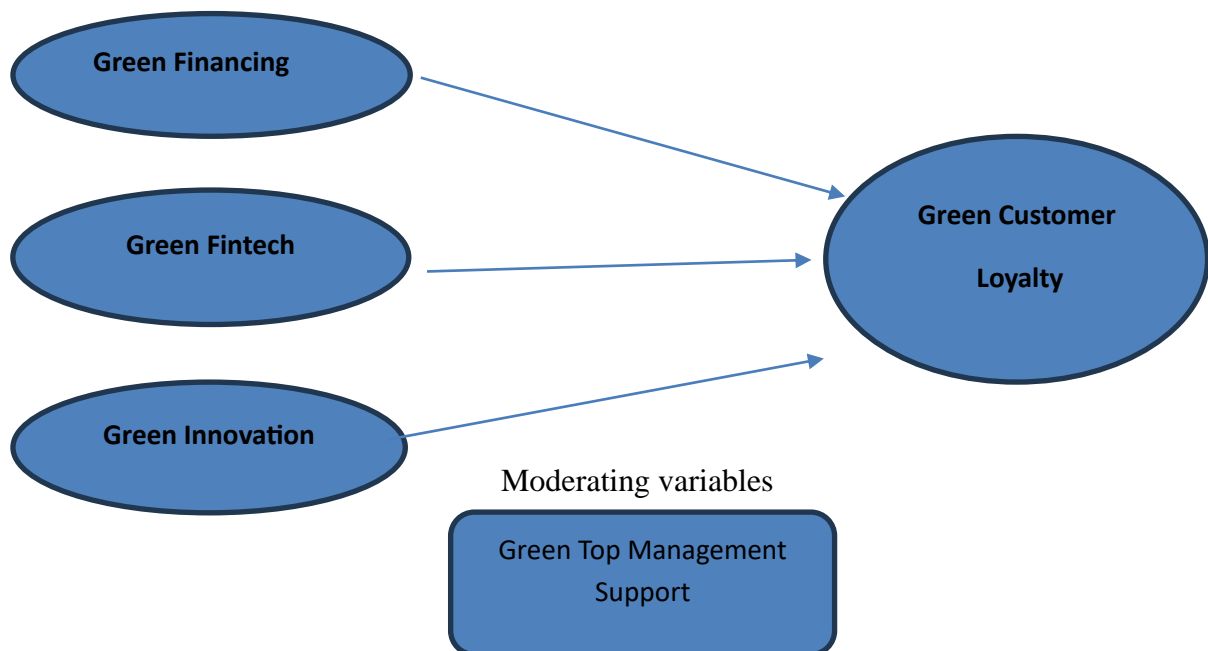 Green Financing
Green Fintech
Green Innovation
Green Customer
Loyalty
Moderating variables
Green Top Management
Support